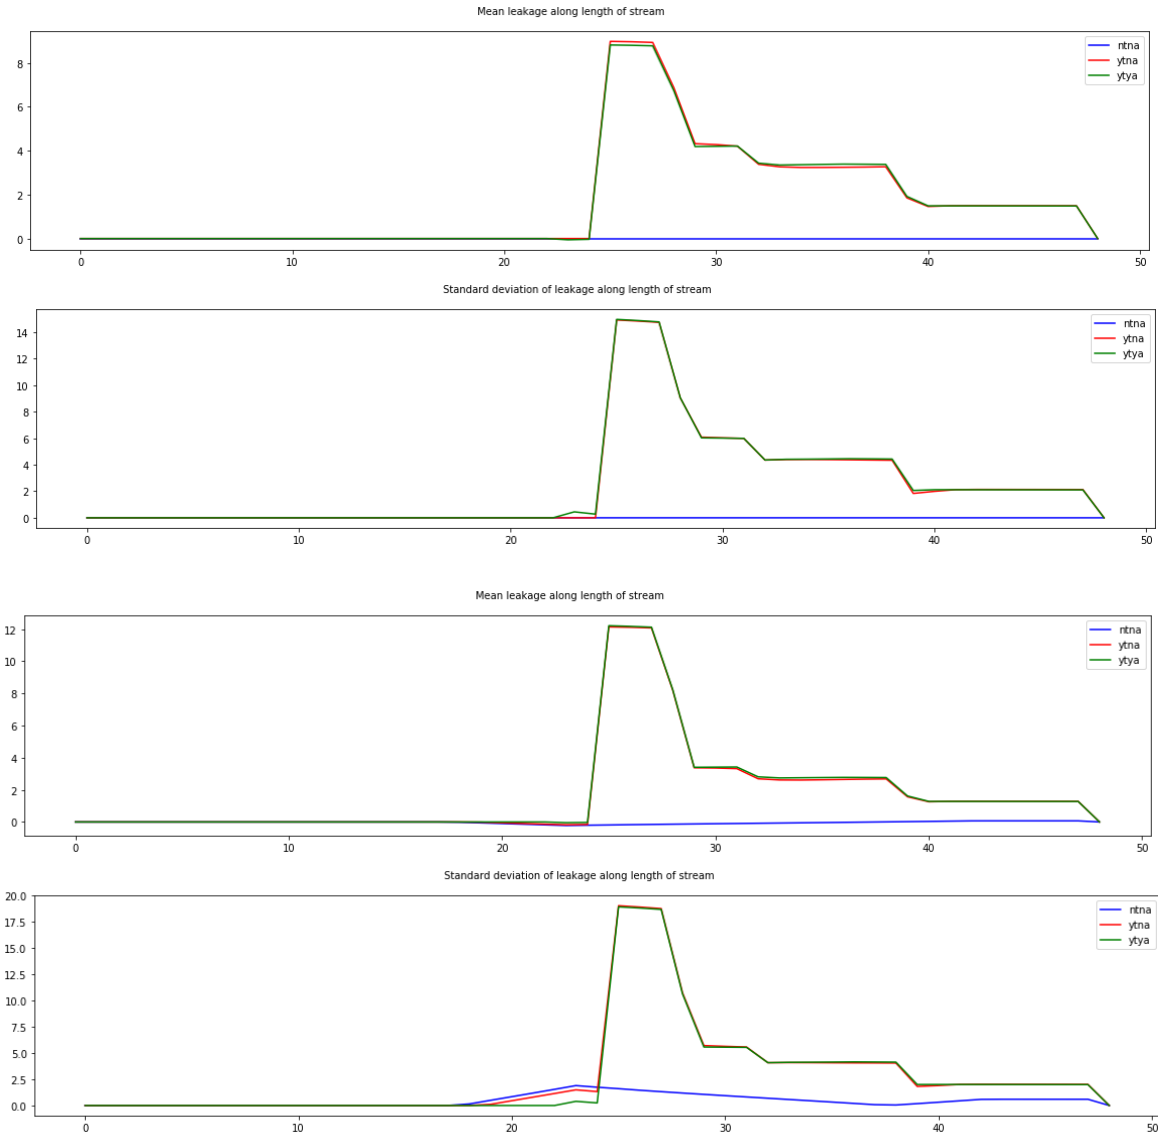 Mean leakage along length of stream
8
6
4
2
0
ntna
ytna
ytya
0 10 20 30 40 50
Standard deviation of leakage along length of stream
14
12
10
8
6
4
2
0
ntna
ytna
ytya
0 10 20 30 40 50
Mean leakage along length of stream
12
10
8
6
4
2
0
ntna
ytna
ytya
0 10 20 30 40 50
Standard deviation of leakage along length of stream
20.0
17.5
15.0
12.5
10.0
7.5
5.0
2.5
0.0
ntna
ytna
ytya
0 10 20 30 40 50